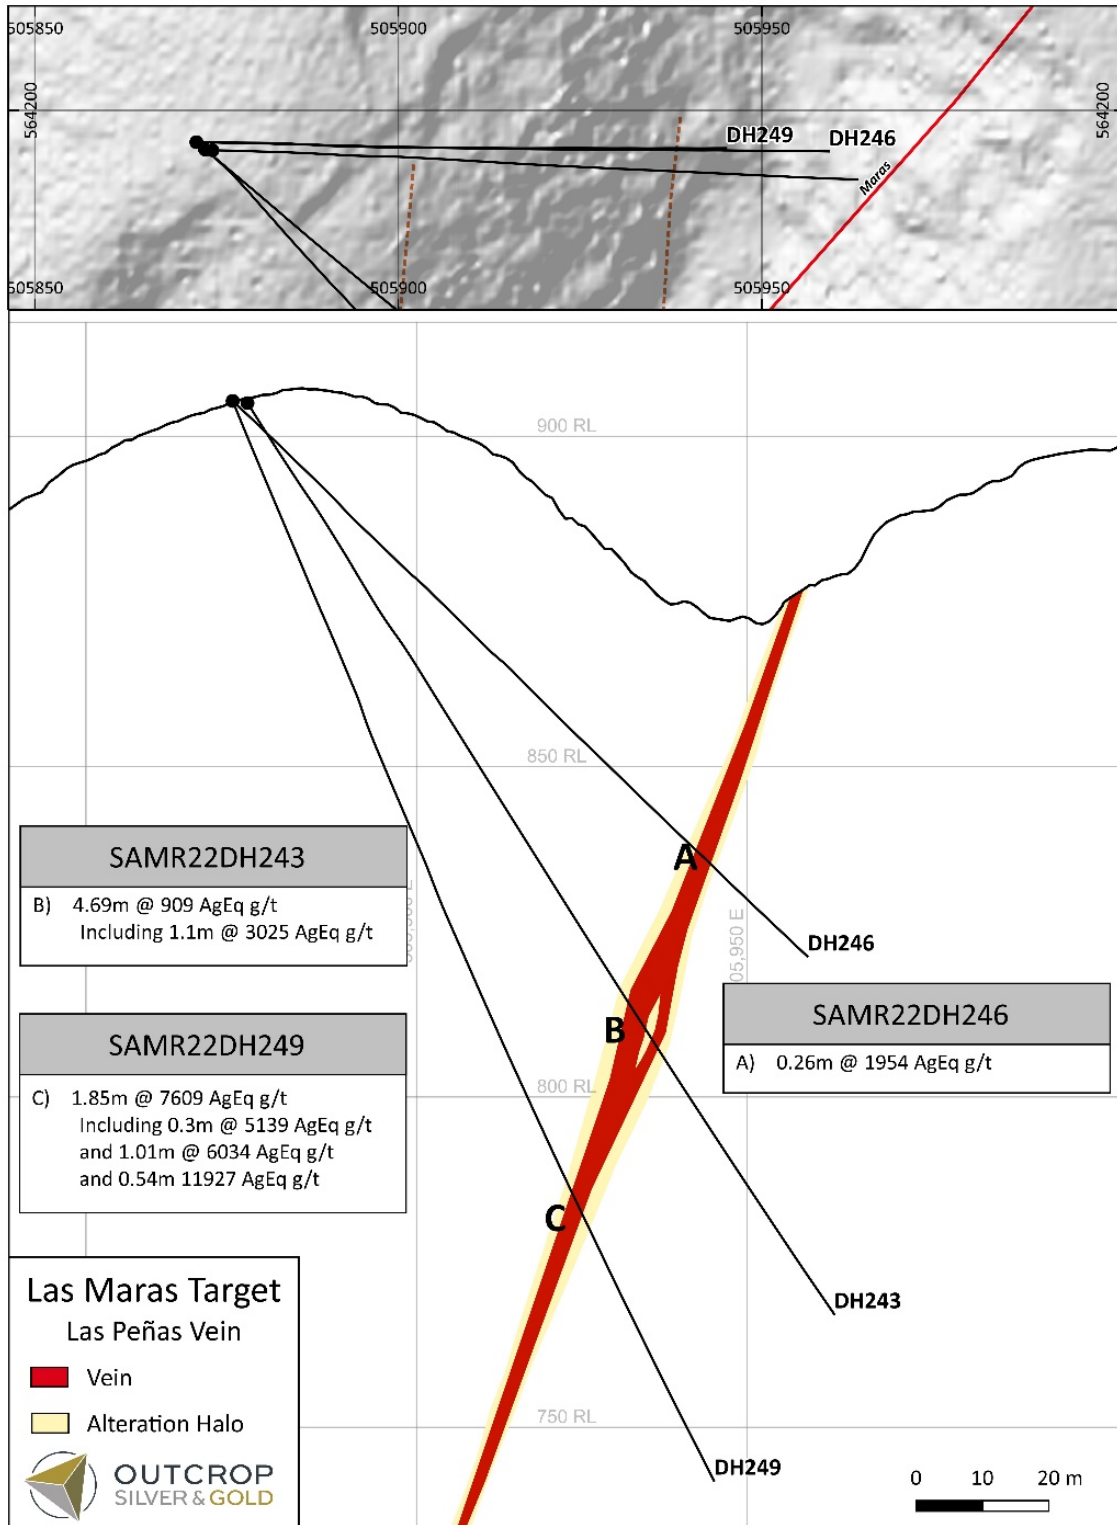 505850
505900
505950
564200
564200
DH249
DH246
Maras
505850
505900
505950
900 RL
850 RL
A
SAMR22DH243
B) 4.69m @ 909 AgEq g/t
Including 1.1m @ 3025 AgEq g/t
DH246
05,950 E
SAMR22DH246
A) 0.26m @ 1954 AgEq g/t
B
SAMR22DH249
C) 1.85m @ 7609 AgEq g/t
Including 0.3m @ 5139 AgEq g/t
and 1.01m @ 6034 AgEq g/t
and 0.54m 11927 AgEq g/t
800 RL
C
Las Maras Target
Las Peñas Vein
Vein
Alteration Halo
OUTCROP
SILVER & GOLD
DH243
750 RL
DH249
0 10 20 m